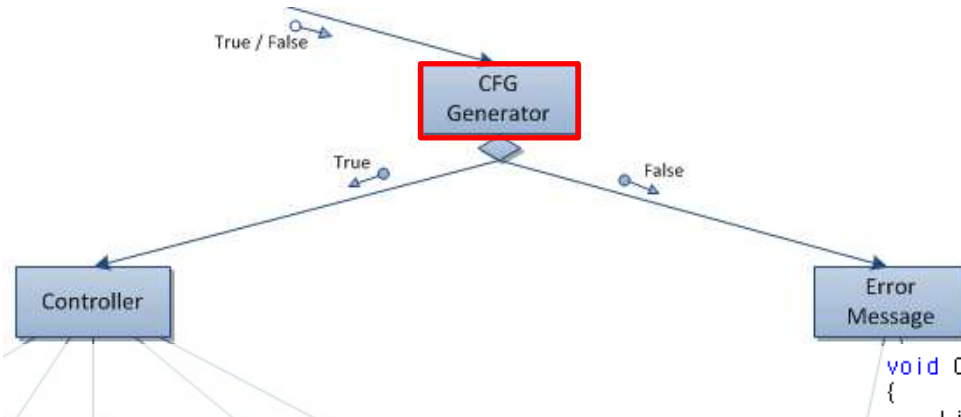 True / False
CFG
Generator
True
False
Controller
Error
Message
void
{